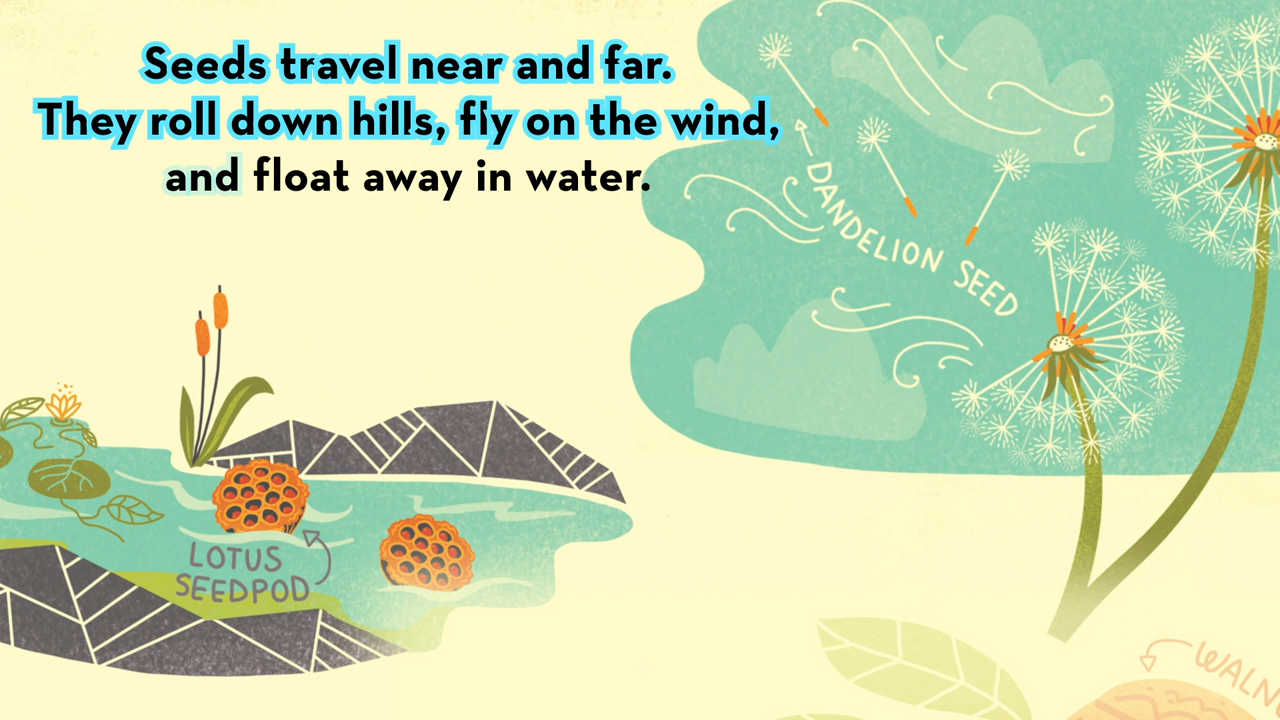 Seeds travel near and far.
They roll down hills, fly on the wind,
and float away in water.
DANDELION SEED
LOTUS
SEEDPOD